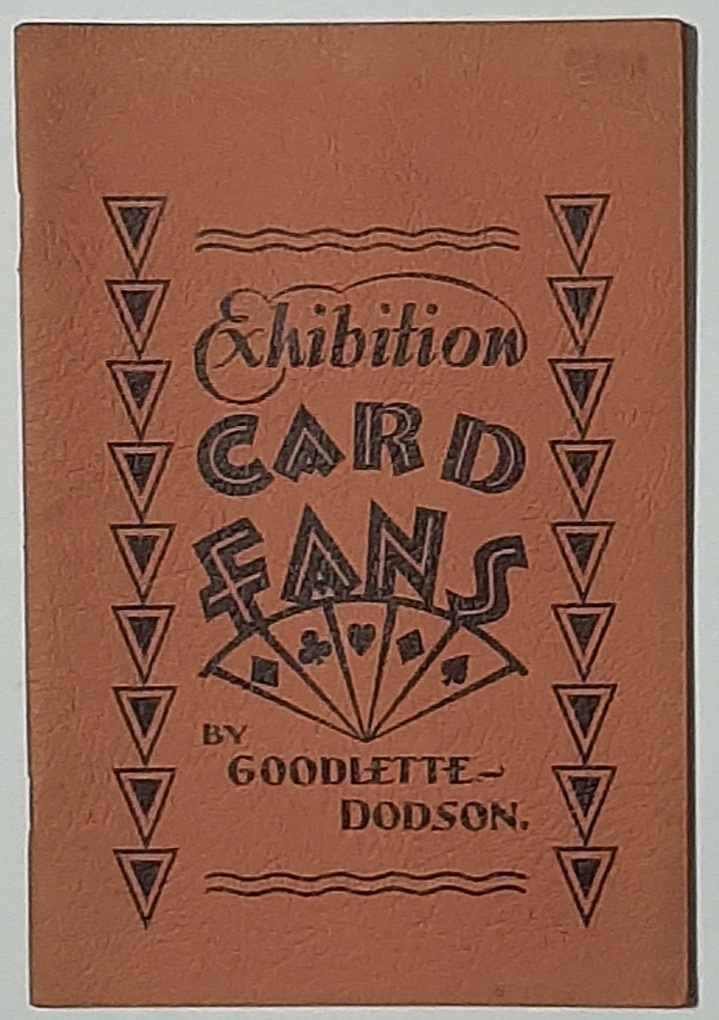 Exhibition
CARD
FANS
BY
GOODLETTE-
DODSON.